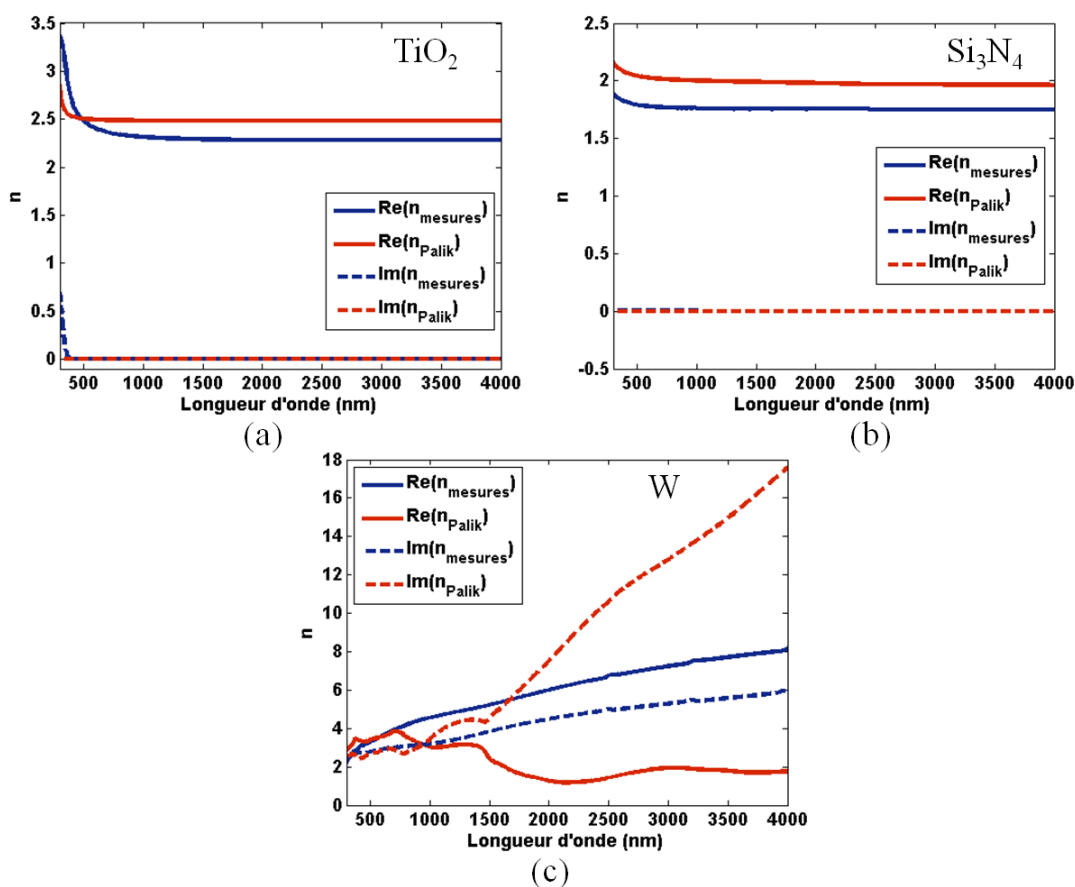 TiO2
3.5
3
2.5
2
1.5
1
0.5
0
n
Re(nmesures)
Re(nPalik)
Im(nmesures)
Im(nPalik)
500 1000 1500 2000 2500 3000 3500 4000
Longueur d'onde (nm)
(a)
Si3N4
2.5
2
1.5
1
0.5
0
-0.5
n
Re(nmesures)
Re(nPalik)
Im(nmesures)
Im(nPalik)
500 1000 1500 2000 2500 3000 3500 4000
Longueur d'onde (nm)
(b)
W
18
16
14
12
10
8
6
4
2
0
n
Re(nmesures)
Re(nPalik)
Im(nmesures)
Im(nPalik)
500 1000 1500 2000 2500 3000 3500 4000
Longueur d'onde (nm)
(c)